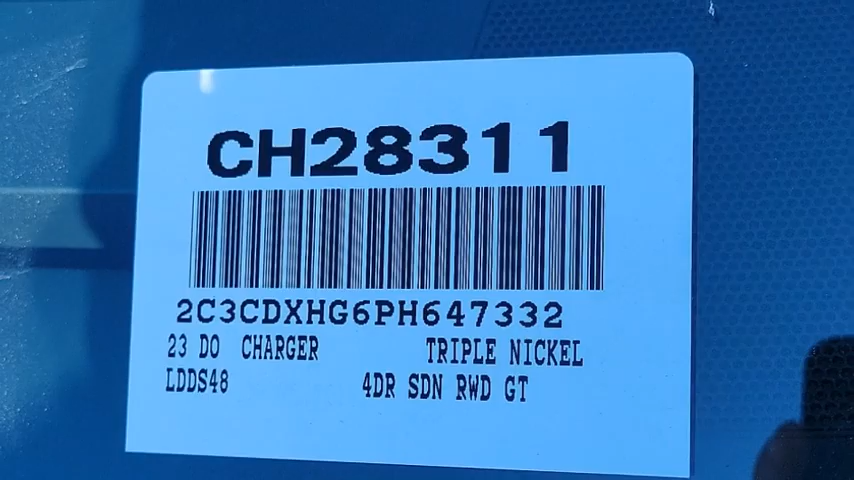 CH28311
2C3CDXHG6PH647332
23 DO CHARGER TRIPLE NICKEL
LDDS48 4DR SDN RWD GT